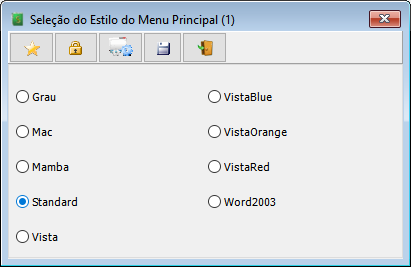 Seleção do Estilo do Menu Principal (1)
Grau
VistaBlue
Mac
VistaOrange
Mamba
VistaRed
Standard
Word2003
Vista